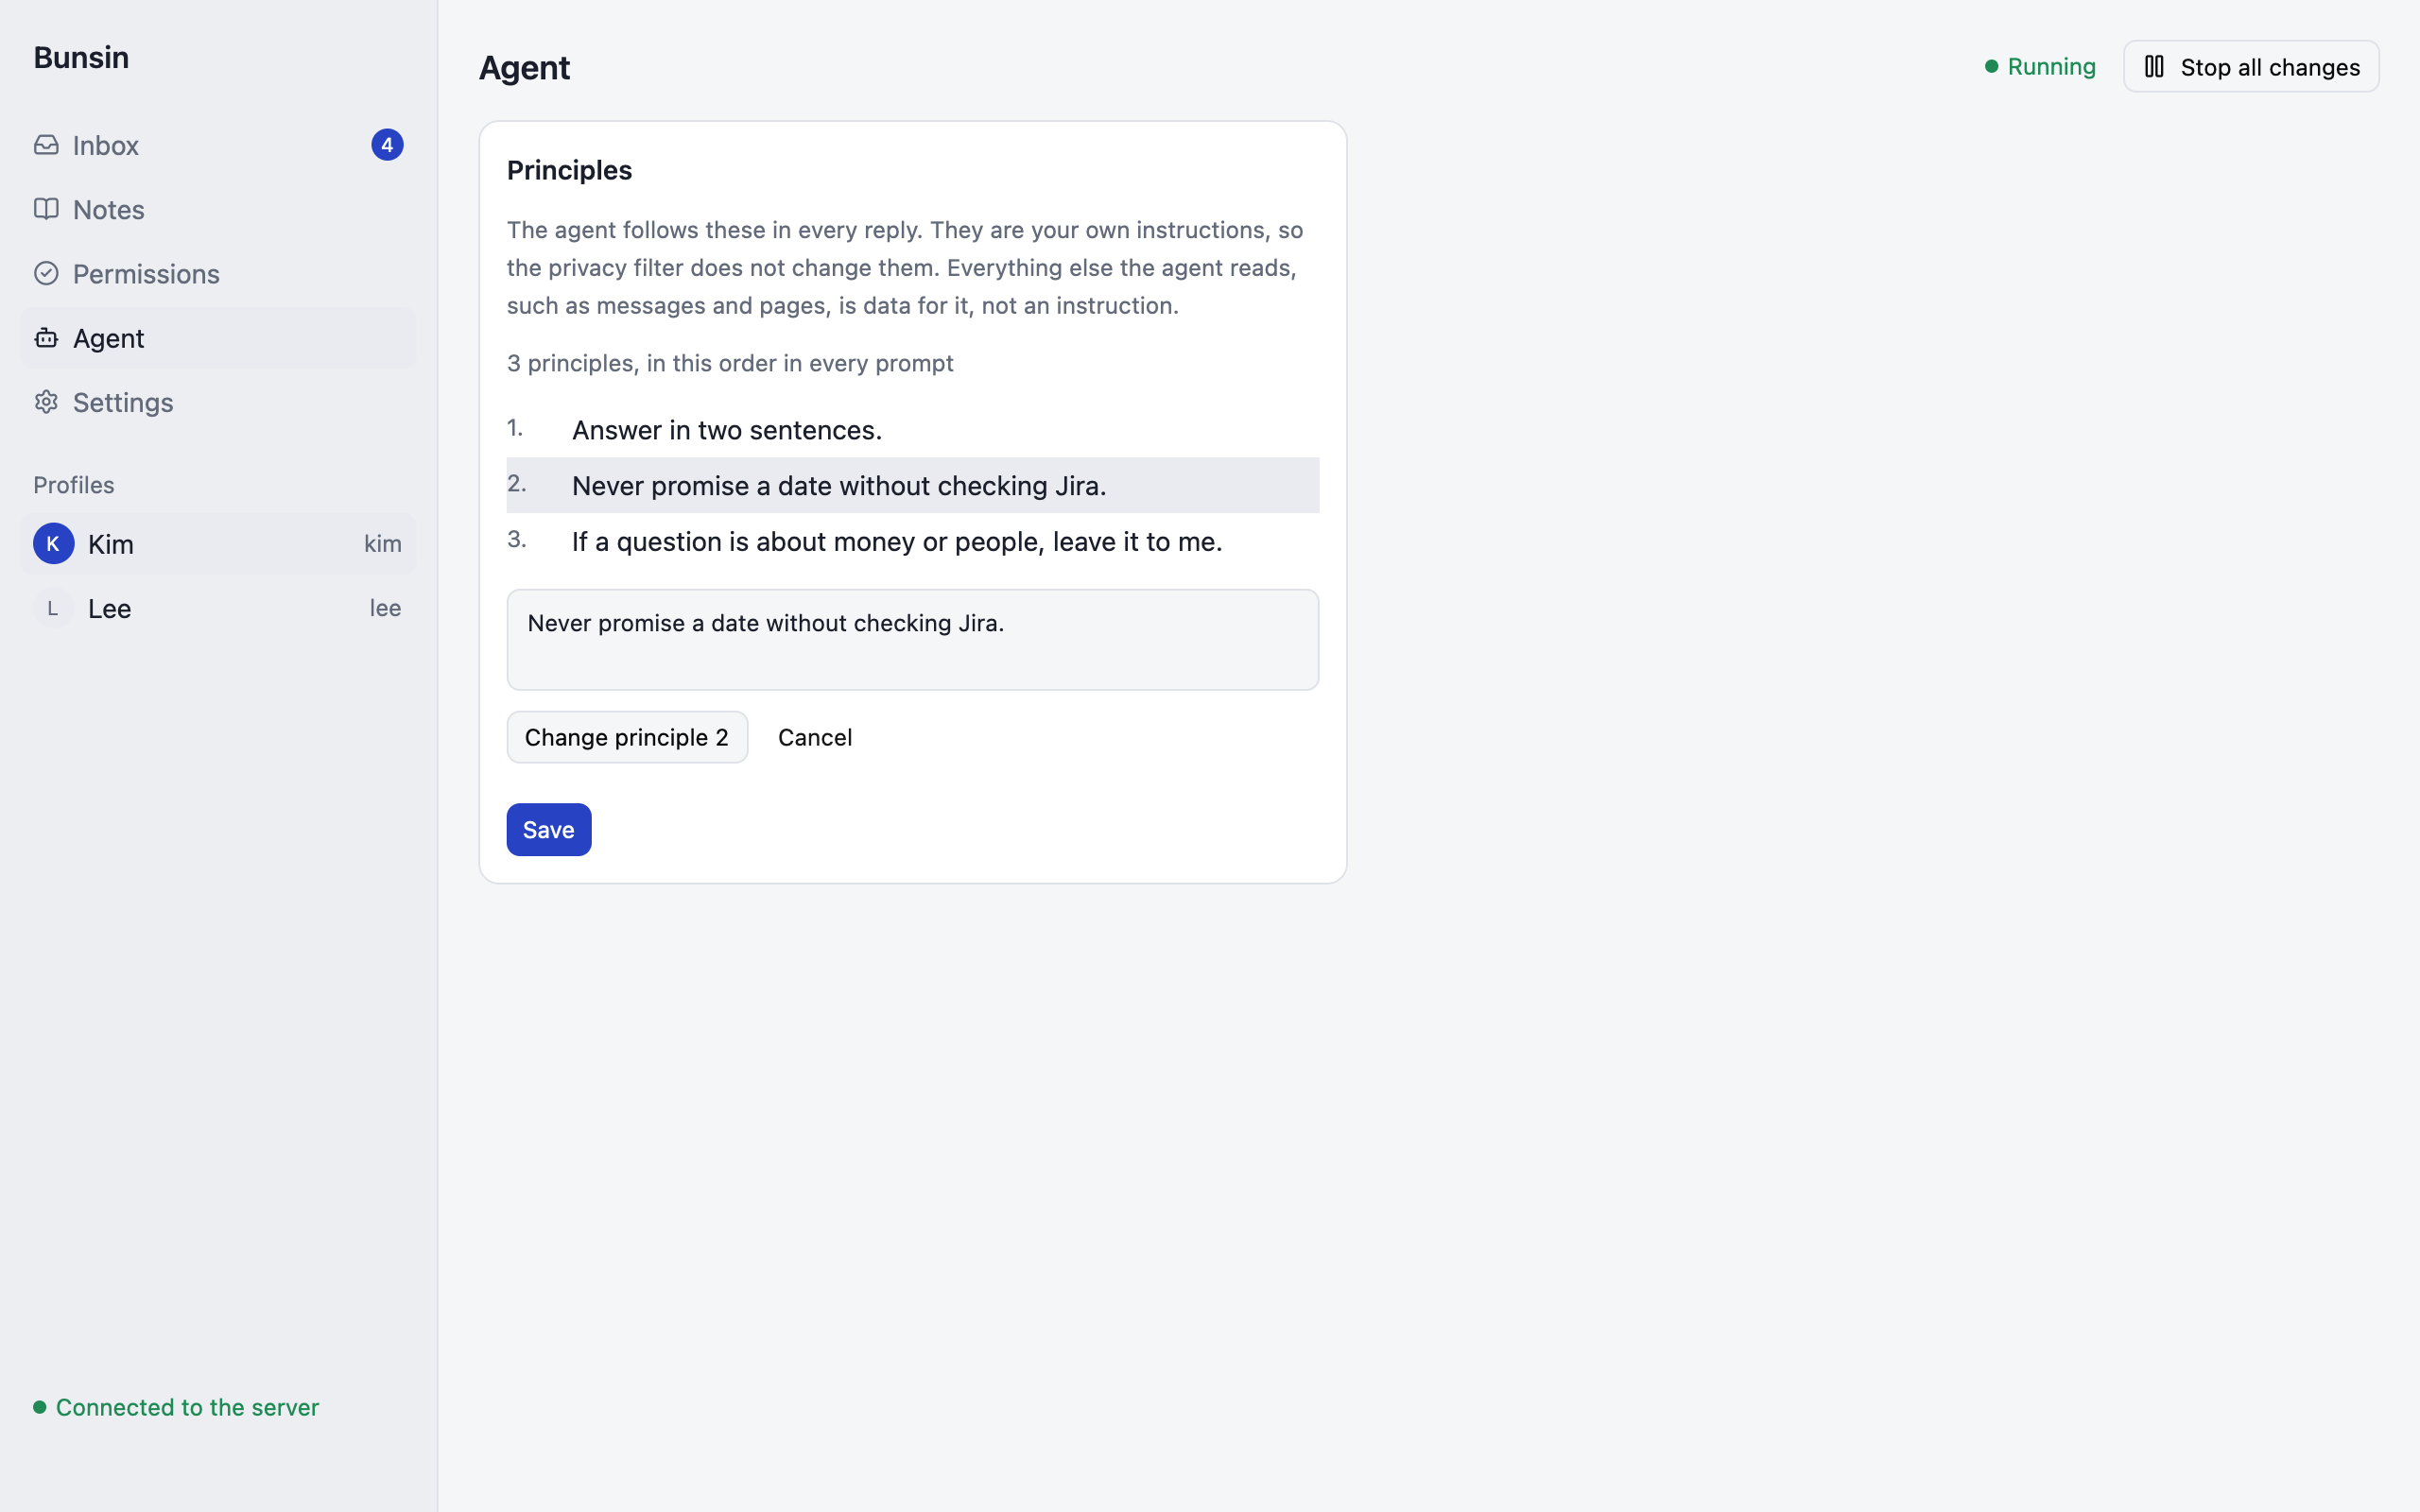 Bunsin
Inbox 4
Notes
Permissions
Agent
Settings
Profiles
K Kim kim
L Lee lee
Connected to the server
Agent
Running
Stop all changes
Principles
The agent follows these in every reply. They are your own instructions, so
the privacy filter does not change them. Everything else the agent reads,
such as messages and pages, is data for it, not an instruction.
3 principles, in this order in every prompt
1. Answer in two sentences.
2. Never promise a date without checking Jira.
3. If a question is about money or people, leave it to me.
Never promise a date without checking Jira.
Change principle 2
Cancel
Save